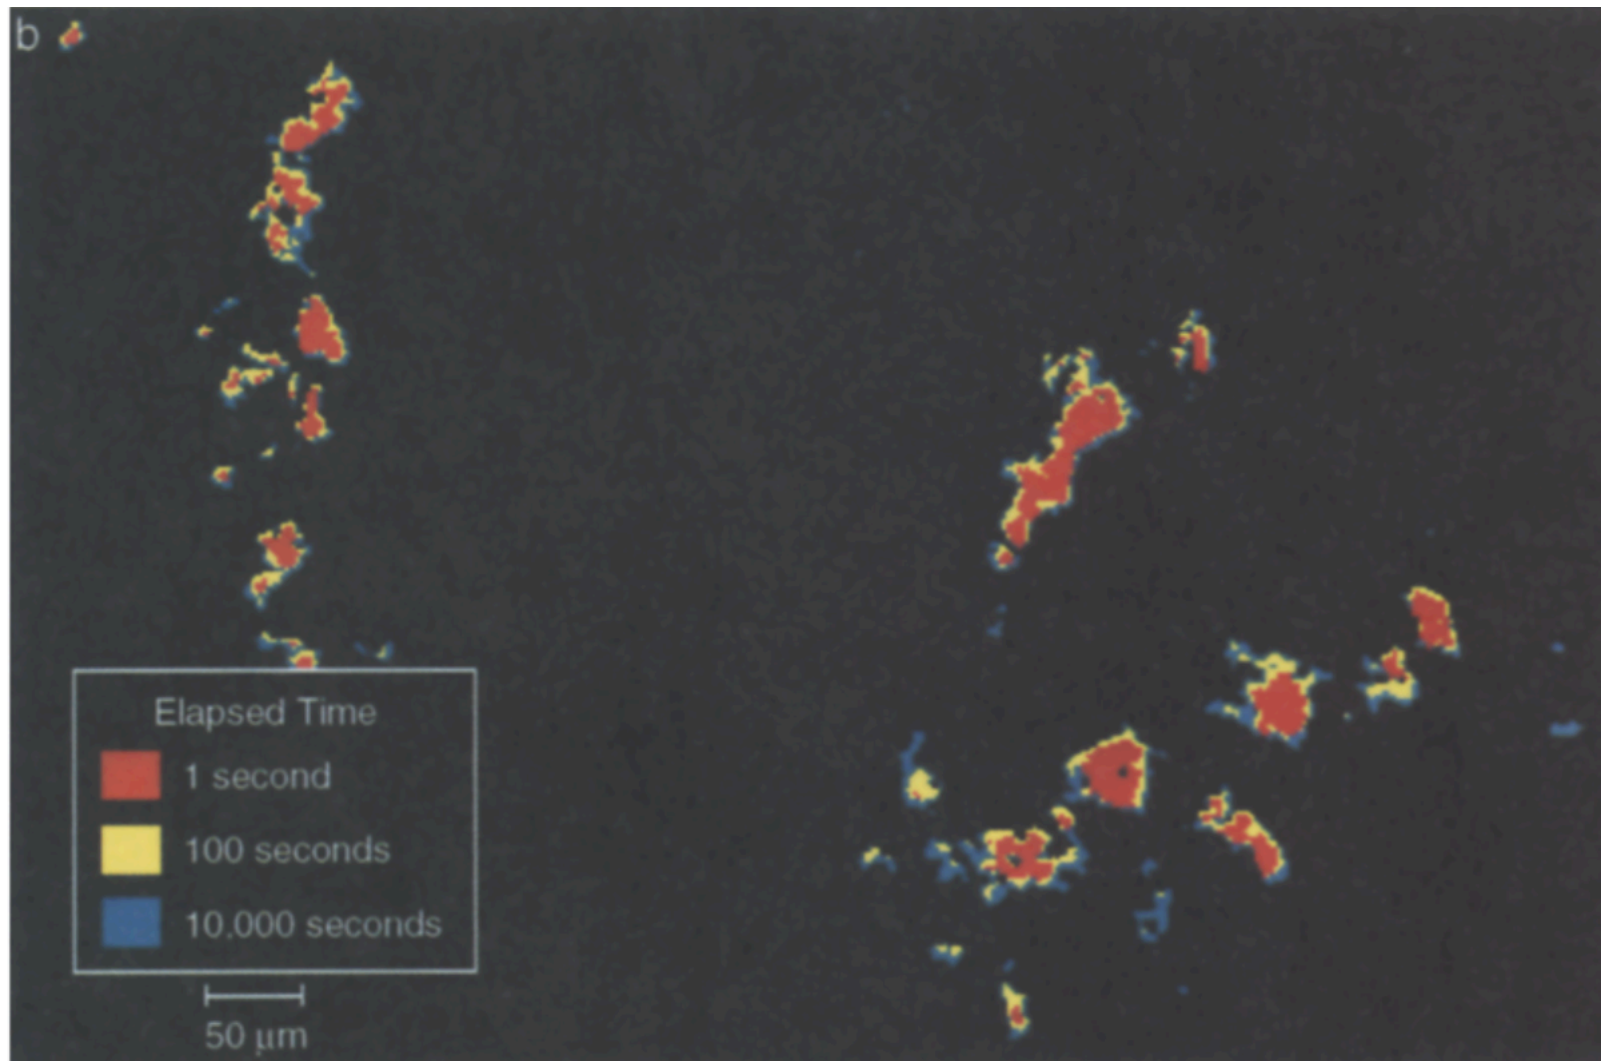 b
Elapsed Time
1 second
100 seconds
10,000 seconds
50 μm